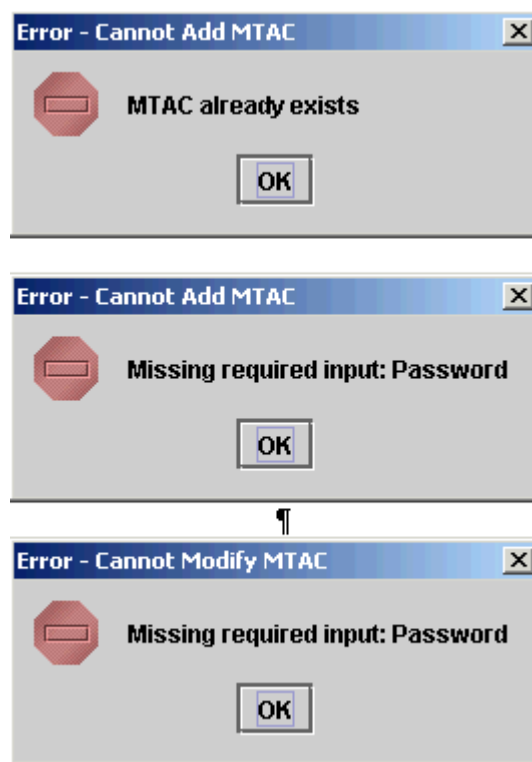 Error - Cannot Add MTAC
MTAC already exists
OK
Error - Cannot Add MTAC
Missing required input: Password
OK
¶
Error - Cannot Modify MTAC
Missing required input: Password
OK